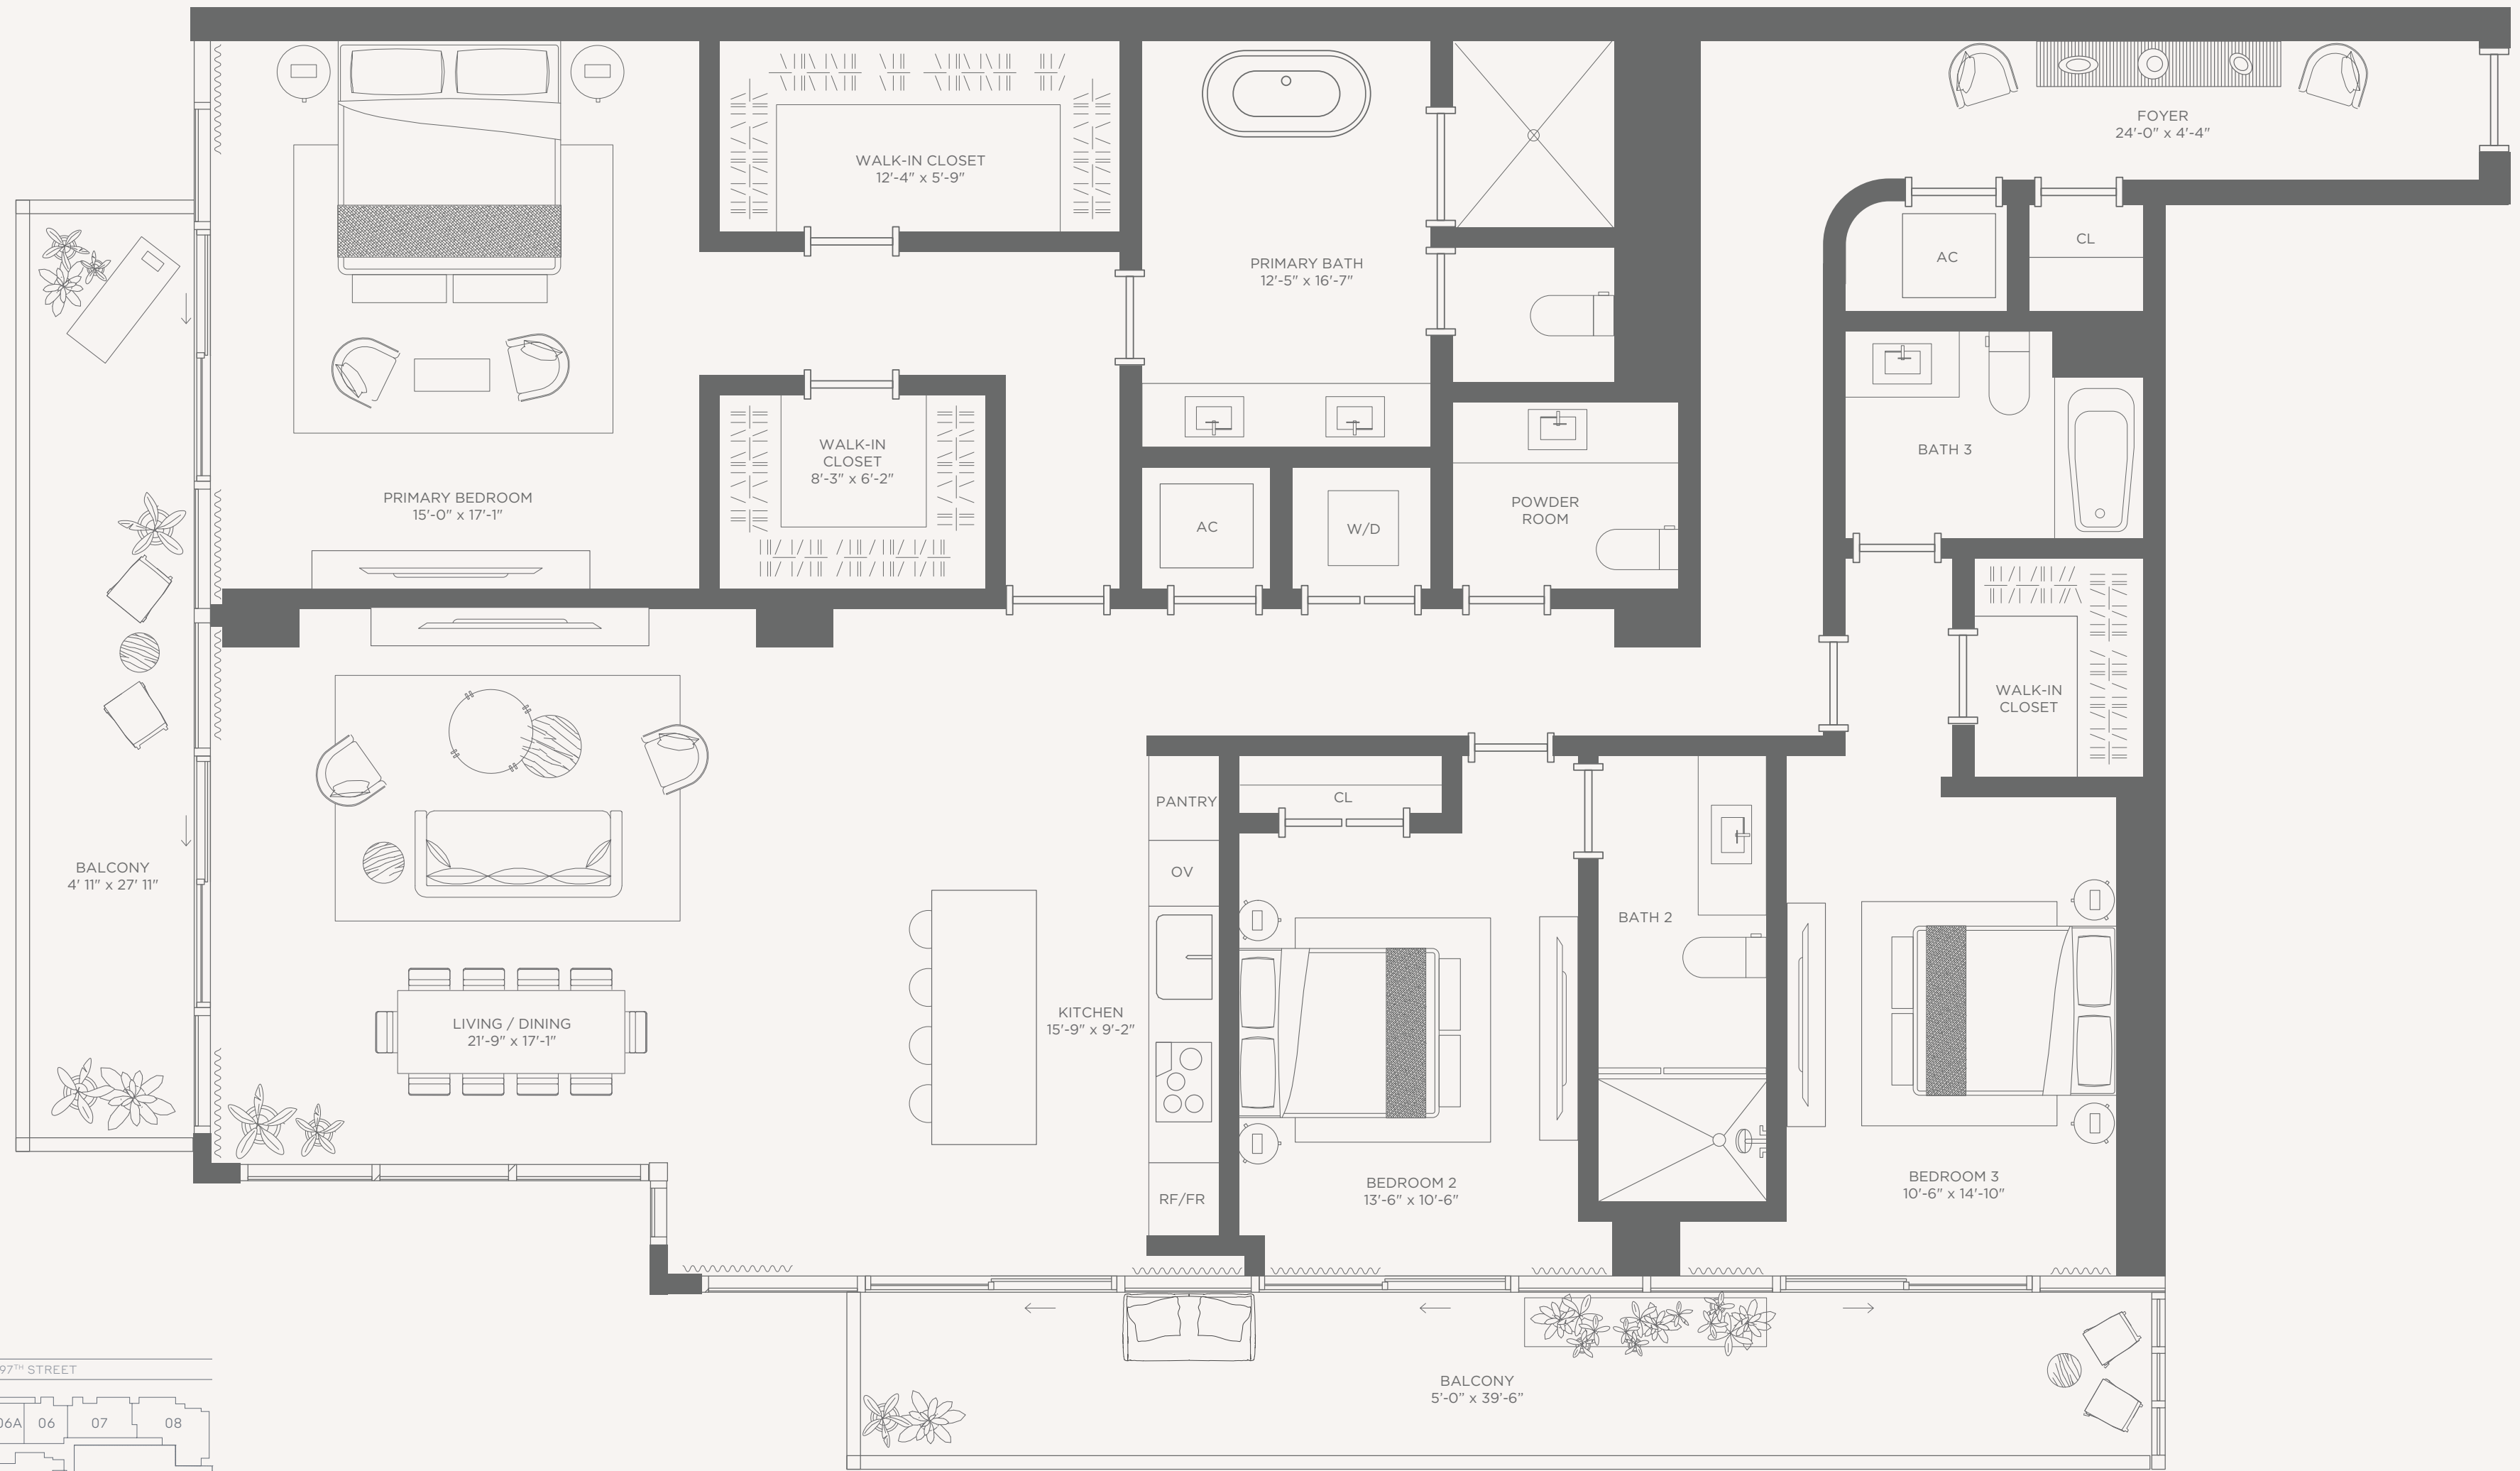 FOYER
24'-0" x 4'-4"
WALK-IN CLOSET
12'-4" x 5'-9"
PRIMARY BATH
12'-5" x 16'-7"
AC
CL
WALK-IN
CLOSET
8'-3" x 6'-2"
BATH 3
PRIMARY BEDROOM
15'-0" x 17'-1"
AC
W/D
POWDER
ROOM
WALK-IN
CLOSET
PANTRY
CL
BALCONY
4' 11" x 27' 11"
OV
BATH 2
LIVING / DINING
21'-9" x 17'-1"
KITCHEN
15'-9" x 9'-2"
RF/FR
BEDROOM 2
13'-6" x 10'-6"
BEDROOM 3
10'-6" x 14'-10"
BALCONY
5'-0" x 39'-6"
97TH STREET
06A 06 07 08